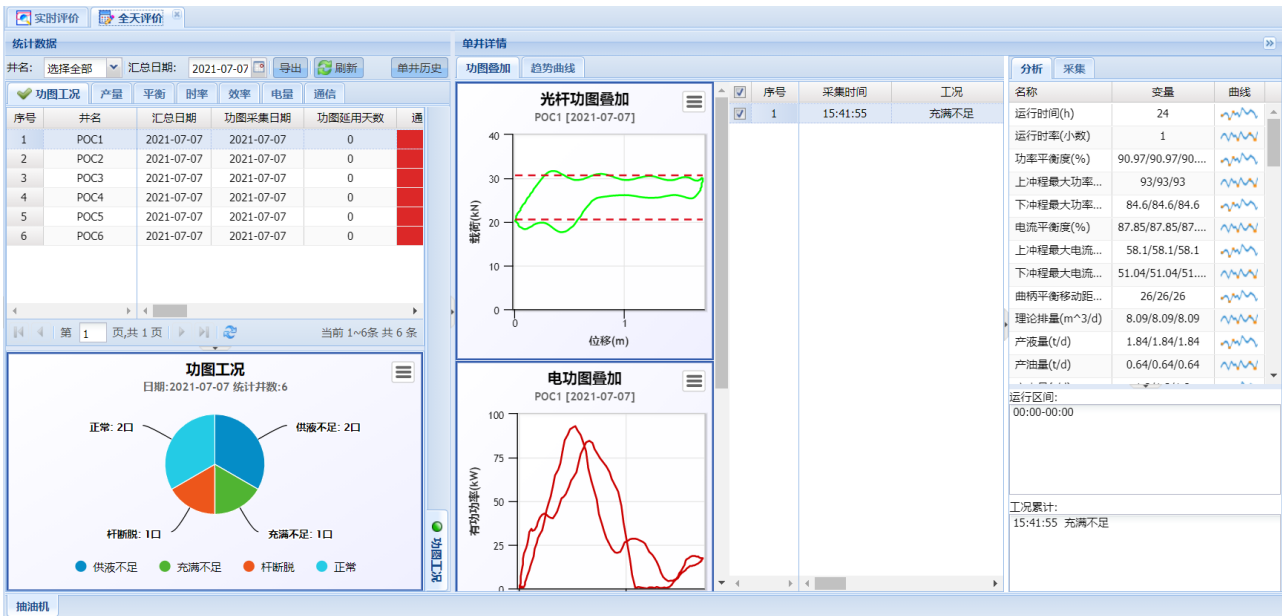 实时评价 全天评价
统计数据
井名: 选择全部 汇总日期: 2021-07-07 导出 刷新 单井历史
功图工况 产量 平衡 时率 效率 电量 通信
序号 井名 汇总日期 功图采集日期 功图延用天数 通
1 POC1 2021-07-07 2021-07-07 0
2 POC2 2021-07-07 2021-07-07 0
3 POC3 2021-07-07 2021-07-07 0
4 POC4 2021-07-07 2021-07-07 0
5 POC5 2021-07-07 2021-07-07 0
6 POC6 2021-07-07 2021-07-07 0
第 1 页,共 1 页 当前 1~6条 共 6 条
功图工况
日期:2021-07-07 统计井数:6
正常: 2口 供液不足: 2口
杆断脱: 1口 充满不足: 1口
供液不足 充满不足 杆断脱 正常
功图工况
单井详情
功图叠加 趋势曲线
光杆功图叠加
POC1 [2021-07-07]
载荷(kN)
40
30
20
10
0
0 1
位移(m)
电功图叠加
POC1 [2021-07-07]
有功功率(kW)
100
75
50
25
0
序号 采集时间 工况
1 15:41:55 充满不足
分析 采集
名称 变量 曲线
运行时间(h) 24
运行时率(小数) 1
功率平衡度(%) 90.97/90.97/90....
上冲程最大功率... 93/93/93
下冲程最大功率... 84.6/84.6/84.6
电流平衡度(%) 87.85/87.85/87....
上冲程最大电流... 58.1/58.1/58.1
下冲程最大电流... 51.04/51.04/51....
曲柄平衡移动距... 26/26/26
理论排量(m^3/d) 8.09/8.09/8.09
产液量(t/d) 1.84/1.84/1.84
产油量(t/d) 0.64/0.64/0.64
运行区间:
00:00-00:00
工况累计:
15:41:55 充满不足
抽油机